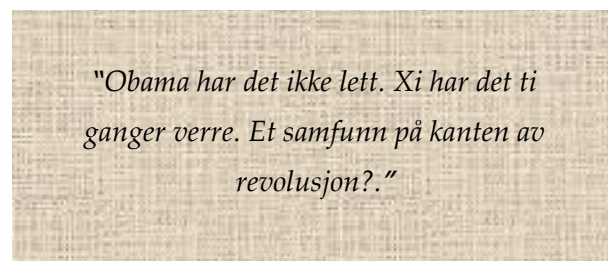 “Obama har det ikke lett. Xi har det ti
ganger verre. Et samfunn på kanten av
revolusjon?.”